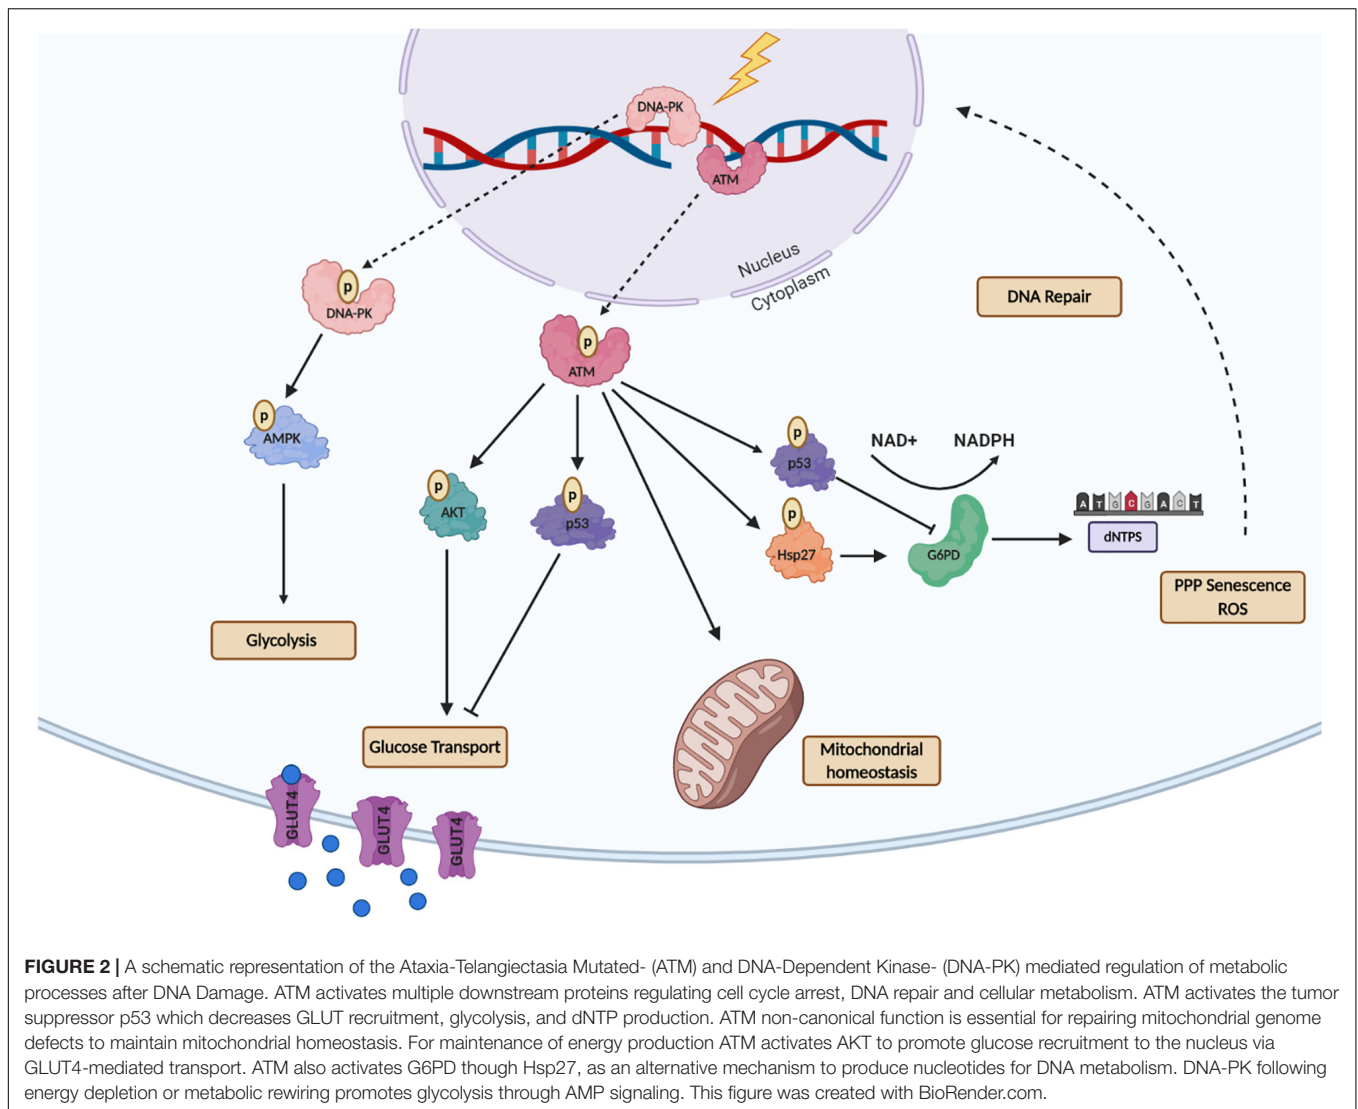 DNA-PK
ATM
Nucleus
Cytoplasm
DNA Repair
p
DNA-PK
p
ATM
p
AMPK
p
AKT
p
p53
p
p53
NAD+ NADPH
p
Hsp27
G6PD
A T G C G A C T
dNTPS
PPP Senescence
ROS
Glycolysis
Glucose Transport
Mitochondrial
homeostasis
GLUT4
GLUT4
GLUT4
FIGURE 2 | A schematic representation of the Ataxia-Telangiectasia Mutated- (ATM) and DNA-Dependent Kinase- (DNA-PK) mediated regulation of metabolic
processes after DNA Damage. ATM activates multiple downstream proteins regulating cell cycle arrest, DNA repair and cellular metabolism. ATM activates the tumor
suppressor p53 which decreases GLUT recruitment, glycolysis, and dNTP production. ATM non-canonical function is essential for repairing mitochondrial genome
defects to maintain mitochondrial homeostasis. For maintenance of energy production ATM activates AKT to promote glucose recruitment to the nucleus via
GLUT4-mediated transport. ATM also activates G6PD though Hsp27, as an alternative mechanism to produce nucleotides for DNA metabolism. DNA-PK following
energy depletion or metabolic rewiring promotes glycolysis through AMP signaling. This figure was created with BioRender.com.